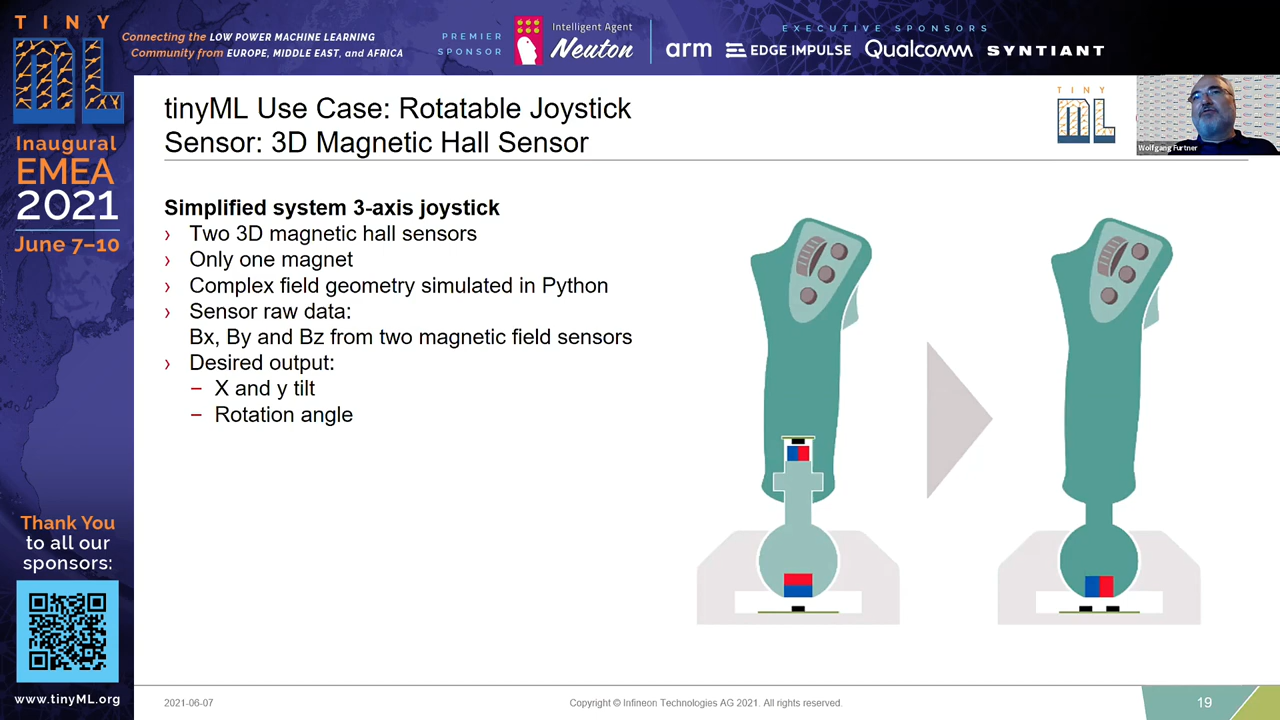 TINY
ML
Connecting the LOW POWER MACHINE LEARNING
Community from EUROPE, MIDDLE EAST, and AFRICA
PREMIER
SPONSOR
Intelligent Agent
Neuton
EXECUTIVE SPONSORS
arm
EDGE IMPULSE
Qualcomm
SYNTIANT
Inaugural
EMEA
2021
June 7–10
tinyML Use Case: Rotatable Joystick
Sensor: 3D Magnetic Hall Sensor
TINY
ML
Wolfgang Furtner
Simplified system 3-axis joystick
› Two 3D magnetic hall sensors
› Only one magnet
› Complex field geometry simulated in Python
› Sensor raw data:
Bx, By and Bz from two magnetic field sensors
› Desired output:
– X and y tilt
– Rotation angle
Thank You
to all our
sponsors:
www.tinyML.org
2021-06-07
Copyright © Infineon Technologies AG 2021. All rights reserved.
19